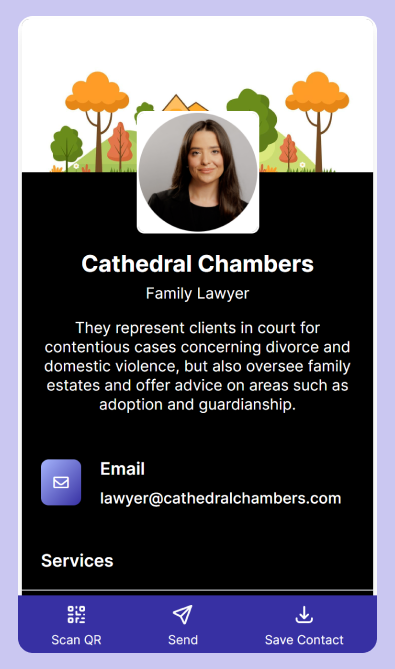 Cathedral Chambers
Family Lawyer
They represent clients in court for
contentious cases concerning divorce and
domestic violence, but also oversee family
estates and offer advice on areas such as
adoption and guardianship.
Email
lawyer@cathedralchambers.com
Services
Scan QR
Send
Save Contact